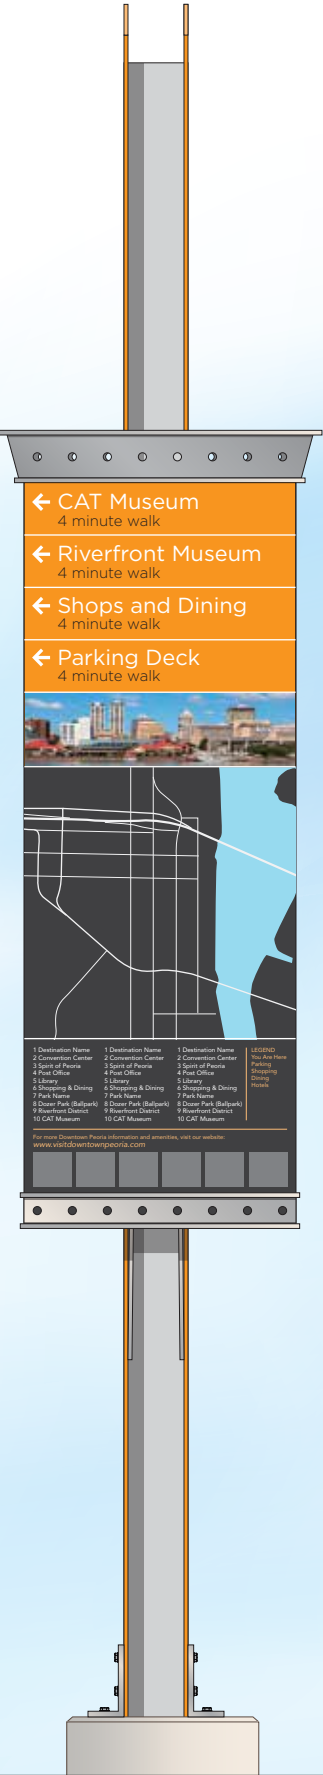 ← CAT Museum
4 minute walk
← Riverfront Museum
4 minute walk
← Shops and Dining
4 minute walk
← Parking Deck
4 minute walk
1 Destination Name
2 Convention Center
3 Spirit of Peoria
4 Post Office
5 Library
6 Shopping & Dining
7 Park Name
8 Dozer Park (Ballpark)
9 Riverfront District
10 CAT Museum
1 Destination Name
2 Convention Center
3 Spirit of Peoria
4 Post Office
5 Library
6 Shopping & Dining
7 Park Name
8 Dozer Park (Ballpark)
9 Riverfront District
10 CAT Museum
1 Destination Name
2 Convention Center
3 Spirit of Peoria
4 Post Office
5 Library
6 Shopping & Dining
7 Park Name
8 Dozer Park (Ballpark)
9 Riverfront District
10 CAT Museum
LEGEND
You Are Here
Parking
Shopping
Dining
Hotels
For more Downtown Peoria information and amenities, visit our website:
www.visitdowntownpeoria.com